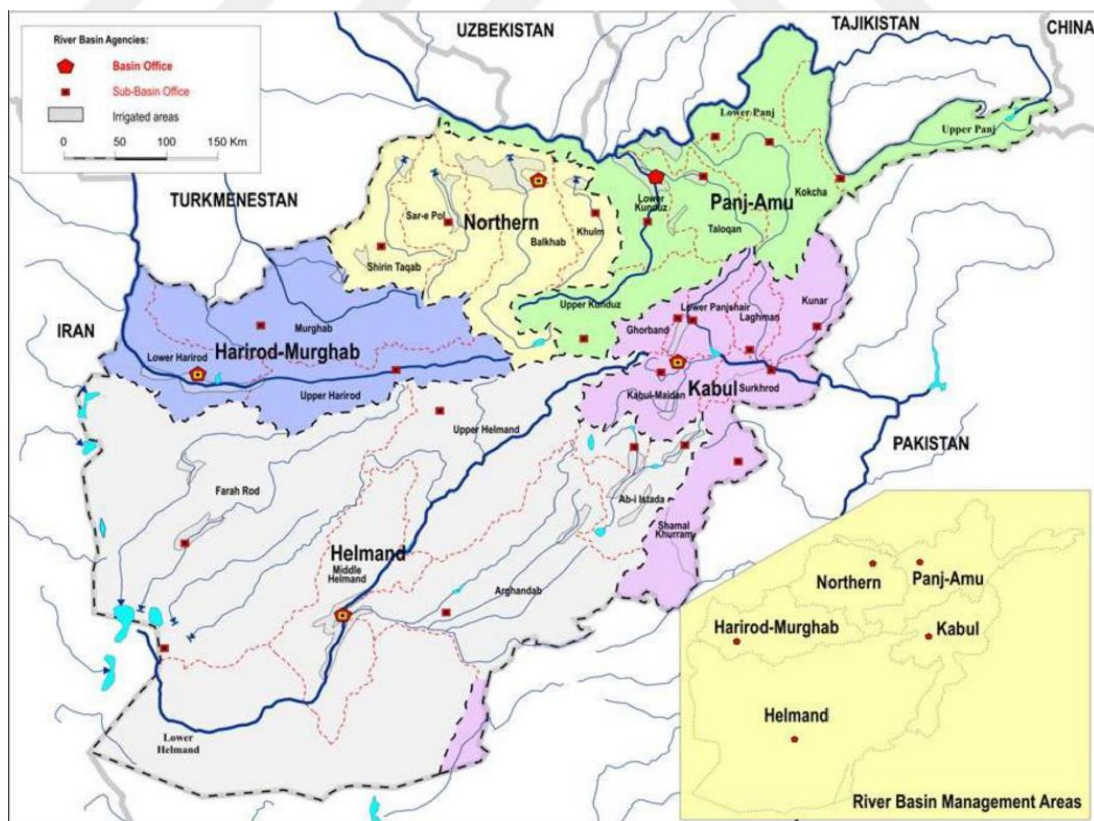 UZBEKISTAN
TAJIKISTAN
CHINA
River Basin Agencies:
Basin Office
Sub-Basin Office
Irrigated areas
0 50 100 150 Km
TURKMENESTAN
IRAN
PAKISTAN
Lower Panj
Upper Panj
Panj-Amu
Kokcha
Lower
Kunduz
Taloqan
Upper Kunduz
Northern
Sar-e Pol
Balkhab
Khulm
Shirin Taqab
Murghab
Harirod-Murghab
Lower Harirod
Upper Harirod
Lower Panjshair
Kunar
Laghman
Ghorband
Kabul
Surkhrod
Kabul-Maidan
Shamal
Khurram
Upper Helmand
Farah Rod
Ab-i Istada
Helmand
Middle
Helmand
Arghandab
Lower
Helmand
Northern
Panj-Amu
Harirod-Murghab
Kabul
Helmand
River Basin Management Areas